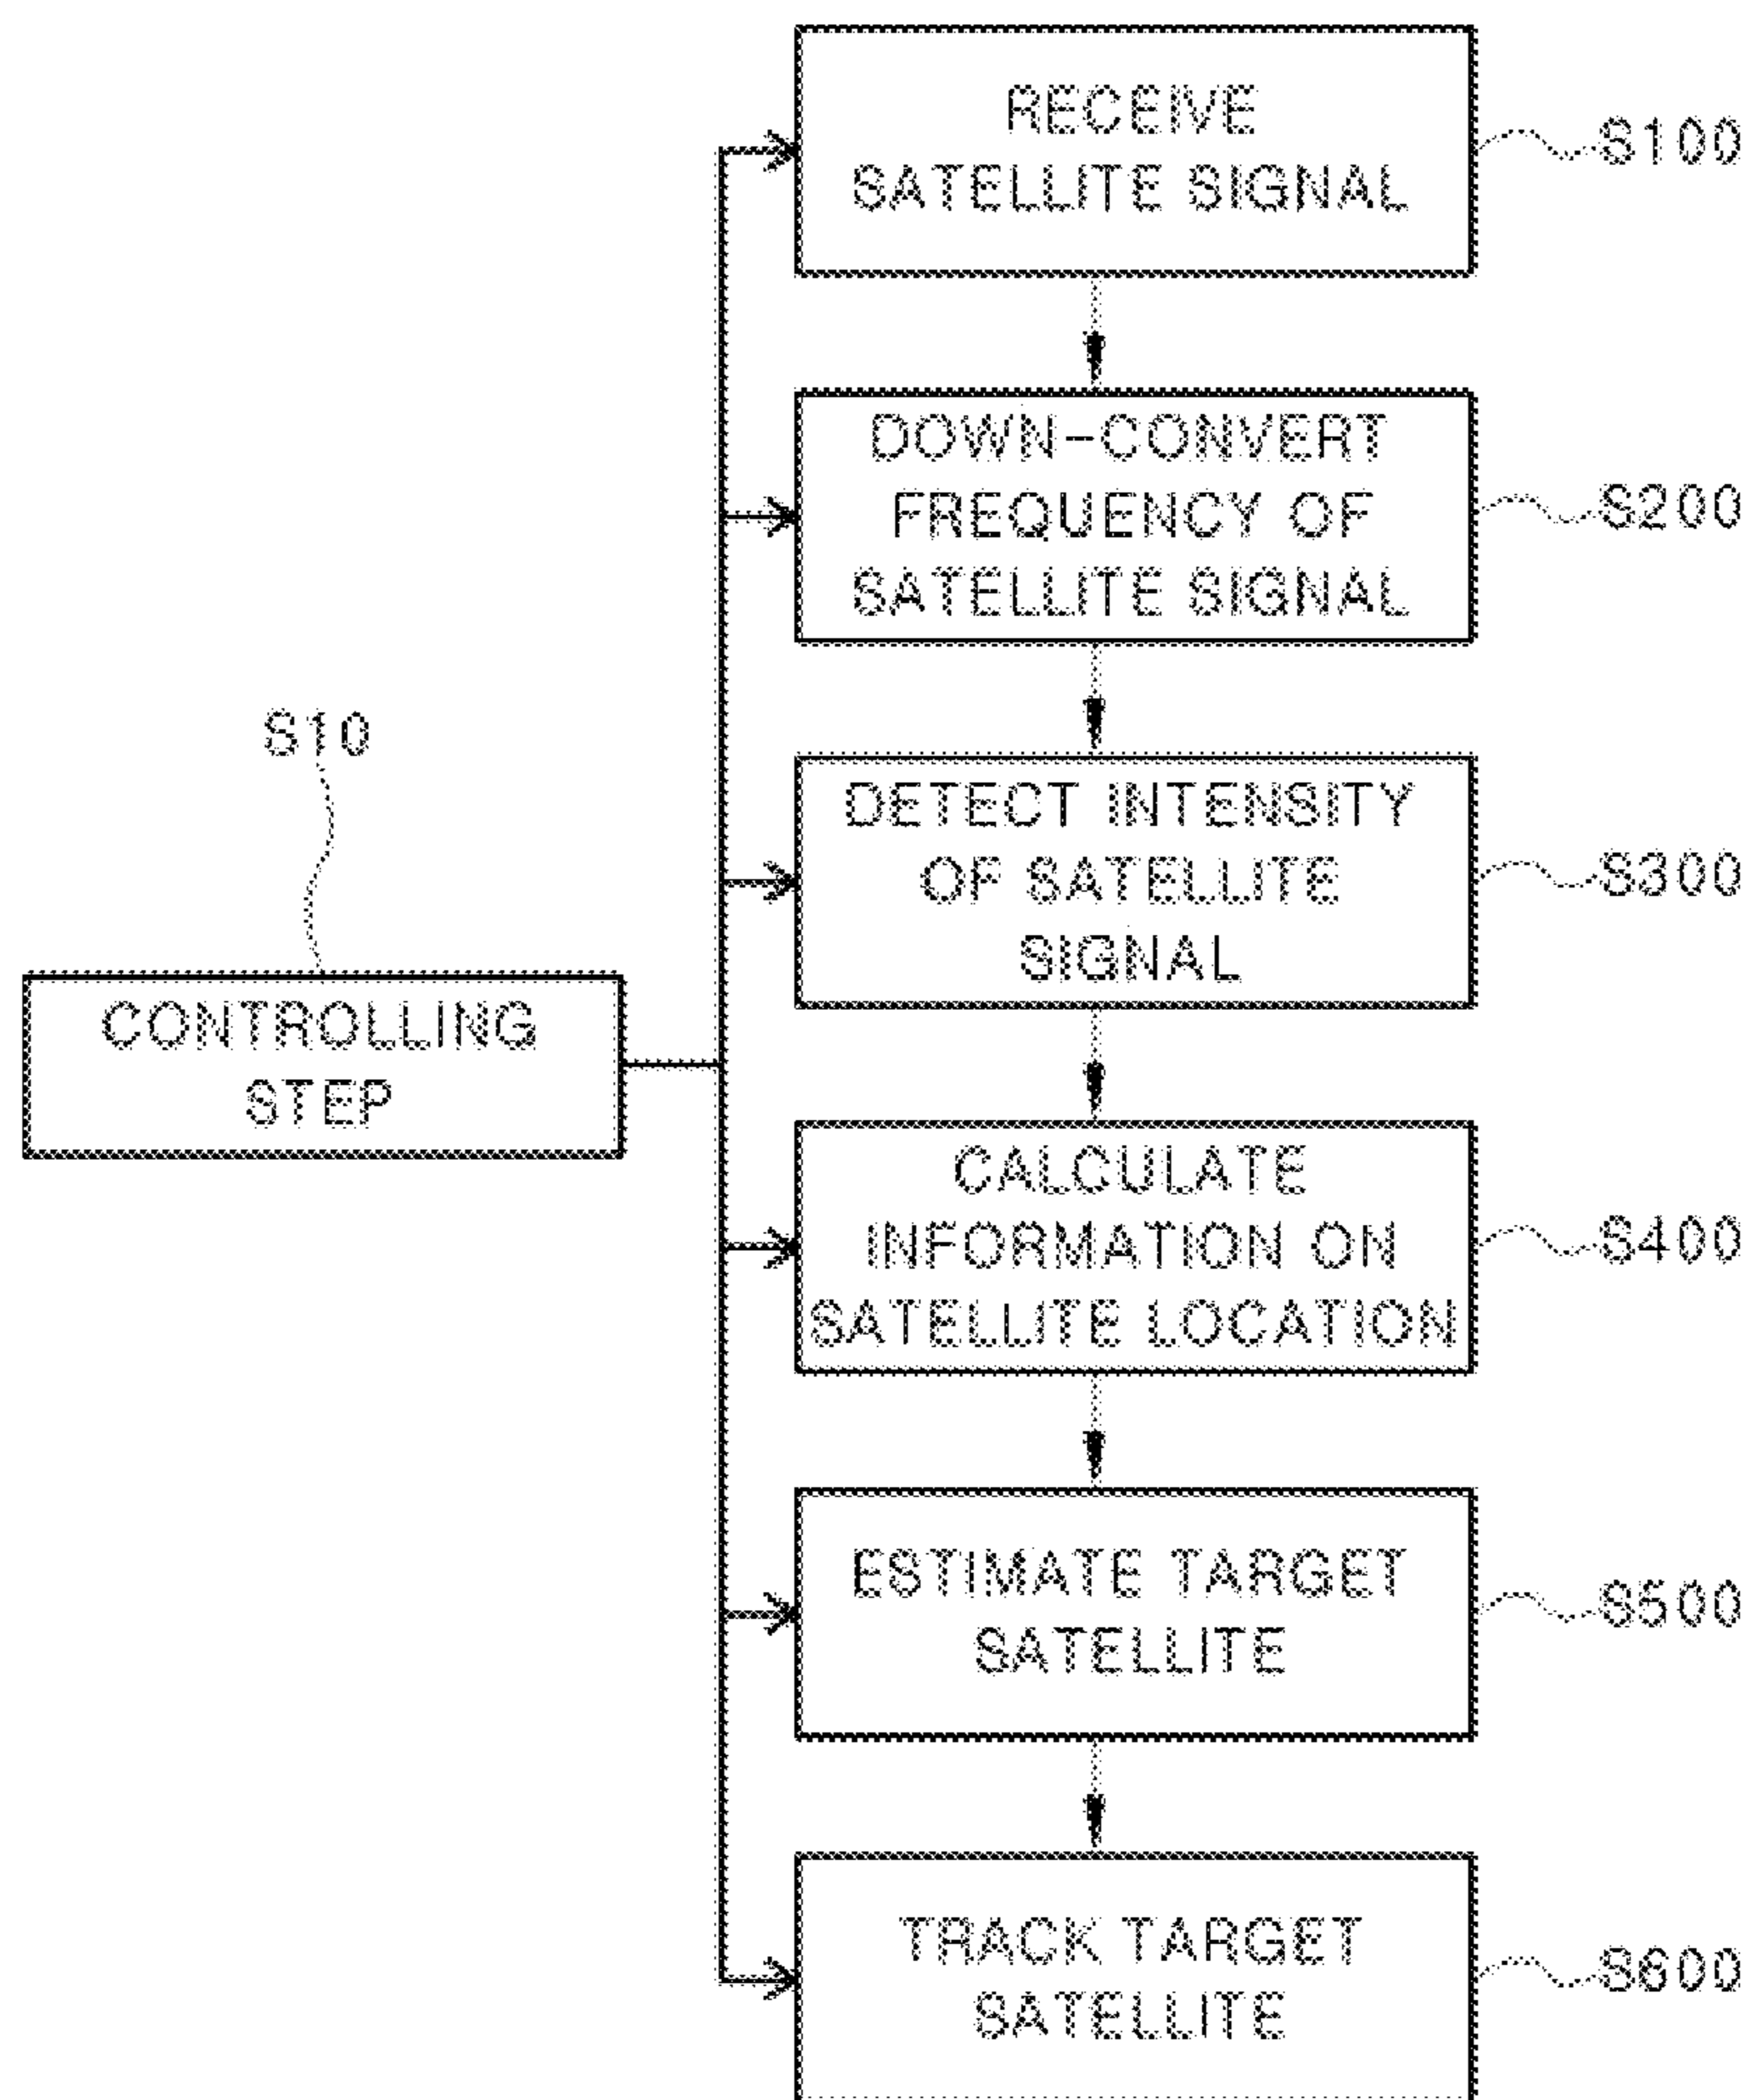 RECEIVE
SATELLITE SIGNAL
S100
DOWN-CONVERT
FREQUENCY OF
SATELLITE SIGNAL
S200
DETECT INTENSITY
OF SATELLITE
SIGNAL
S300
S10
CONTROLLING
STEP
CALCULATE
INFORMATION ON
SATELLITE LOCATION
S400
ESTIMATE TARGET
SATELLITE
S500
TRACK TARGET
SATELLITE
S600